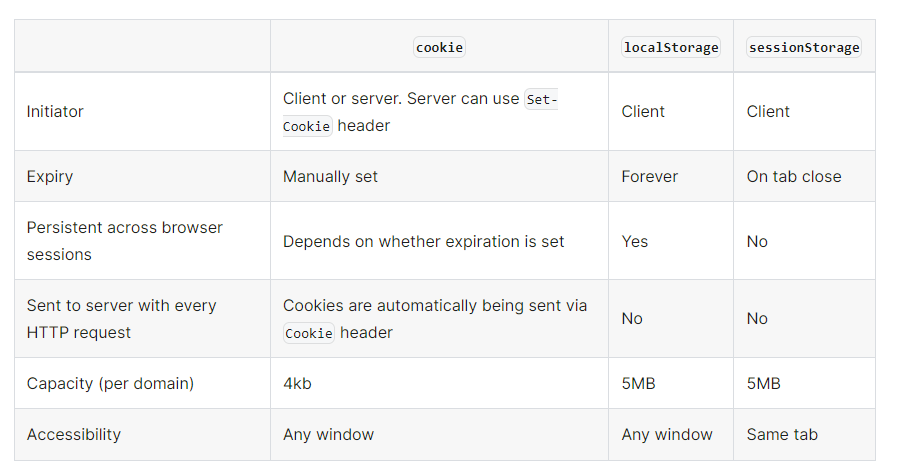 cookie localStorage sessionStorage
Initiator
Client or server. Server can use Set-
Cookie header
Client
Client
Expiry
Manually set
Forever
On tab close
Persistent across browser
sessions
Depends on whether expiration is set
Yes
No
Sent to server with every
HTTP request
Cookies are automatically being sent via
Cookie header
No
No
Capacity (per domain)
4kb
5MB
5MB
Accessibility
Any window
Any window
Same tab